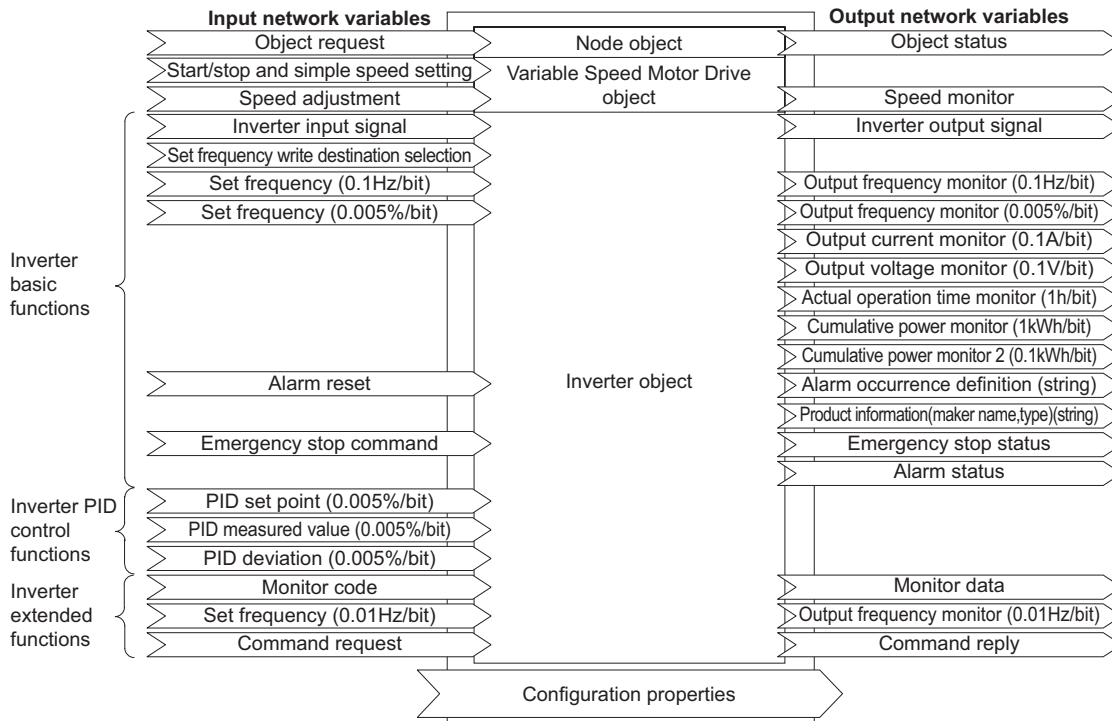 Input network variables
Output network variables
Object request
Node object
Object status
Start/stop and simple speed setting
Variable Speed Motor Drive
object
Speed adjustment
Speed monitor
Inverter input signal
Inverter output signal
Set frequency write destination selection
Set frequency (0.1Hz/bit)
Output frequency monitor (0.1Hz/bit)
Set frequency (0.005%/bit)
Output frequency monitor (0.005%/bit)
Output current monitor (0.1A/bit)
Inverter
basic
functions
Output voltage monitor (0.1V/bit)
Actual operation time monitor (1h/bit)
Cumulative power monitor (1kWh/bit)
Cumulative power monitor 2 (0.1kWh/bit)
Alarm reset
Inverter object
Alarm occurrence definition (string)
Product information(maker name,type)(string)
Emergency stop command
Emergency stop status
Alarm status
Inverter PID
control
functions
PID set point (0.005%/bit)
PID measured value (0.005%/bit)
PID deviation (0.005%/bit)
Inverter
extended
functions
Monitor code
Monitor data
Set frequency (0.01Hz/bit)
Output frequency monitor (0.01Hz/bit)
Command request
Command reply
Configuration properties